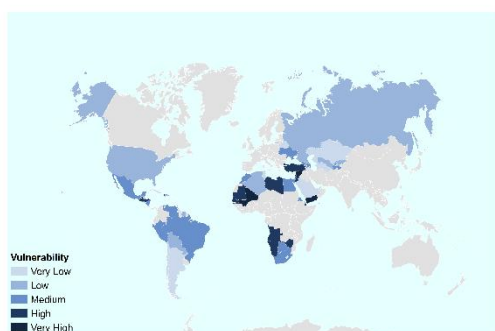 Vulnerability
Very Low
Low
Medium
High
Very High